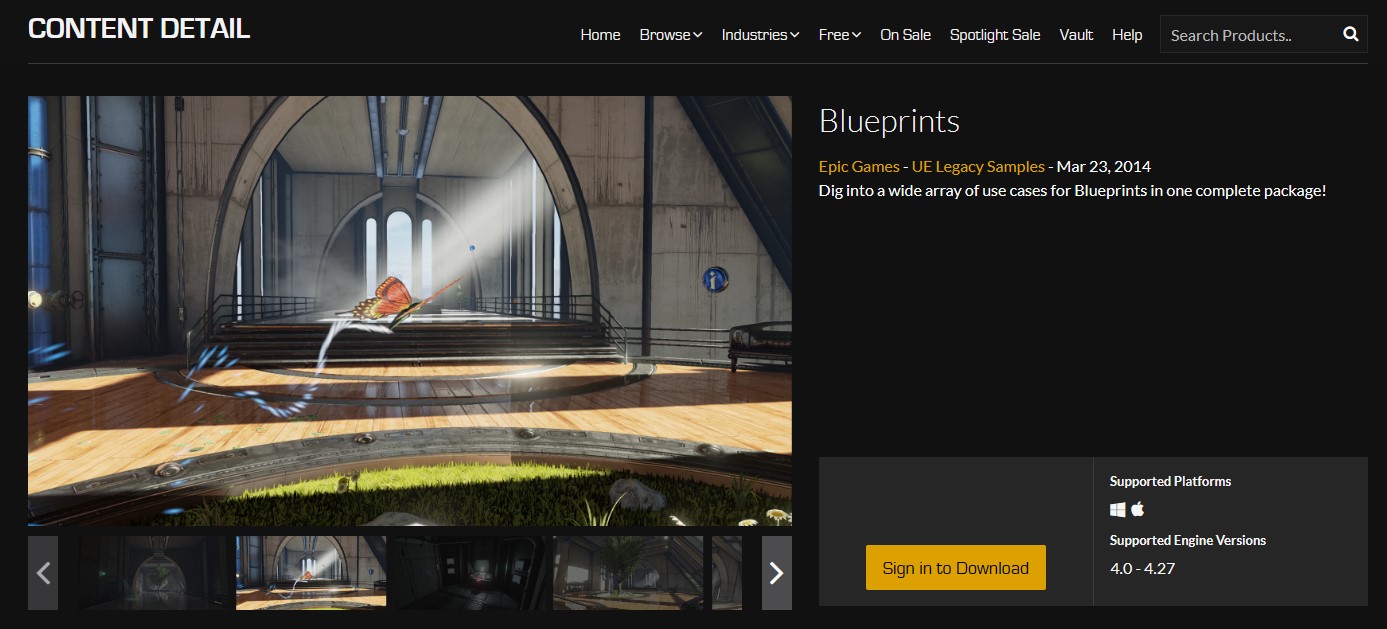 CONTENT DETAIL
Home Browse Industries Free On Sale Spotlight Sale Vault Help Search Products..
Blueprints
Epic Games - UE Legacy Samples - Mar 23, 2014
Dig into a wide array of use cases for Blueprints in one complete package!
i
Supported Platforms
Supported Engine Versions
4.0 - 4.27
Sign in to Download